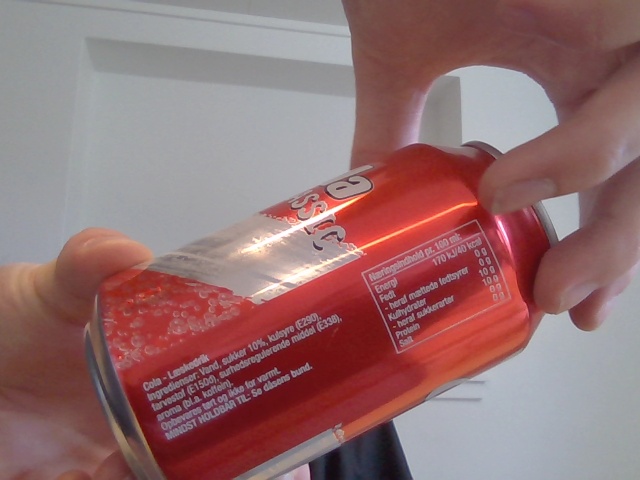 la
ssic
Næringsindhold pr. 100 ml:
Energi 170 kJ/40 kcal
Fedt 0 g
- heraf mættede fedtsyrer 0 g
Kulhydrater 10 g
- heraf sukkerarter 10 g
Protein 0 g
Salt 0 g
Cola - Læskedrik
Ingredienser: Vand, sukker 10%, kulsyre (E290),
farvestof (E150d), surhedsregulerende middel (E338),
aroma (bl.a. koffein).
Opbevares tørt og ikke for varmt.
MINDST HOLDBAR TIL: Se dåsens bund.